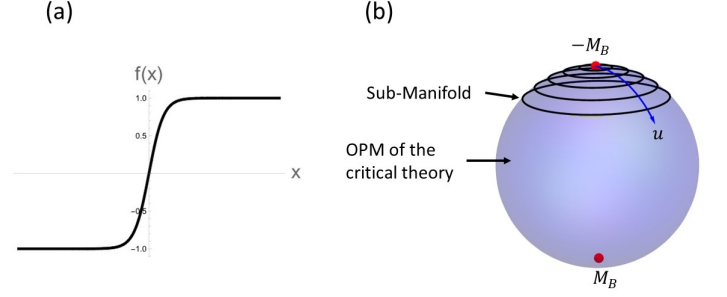 (a)
f(x)
1.0
0.5
x
-0.5
-1.0
(b)
−M_B
Sub-Manifold
u
OPM of the
critical theory
M_B